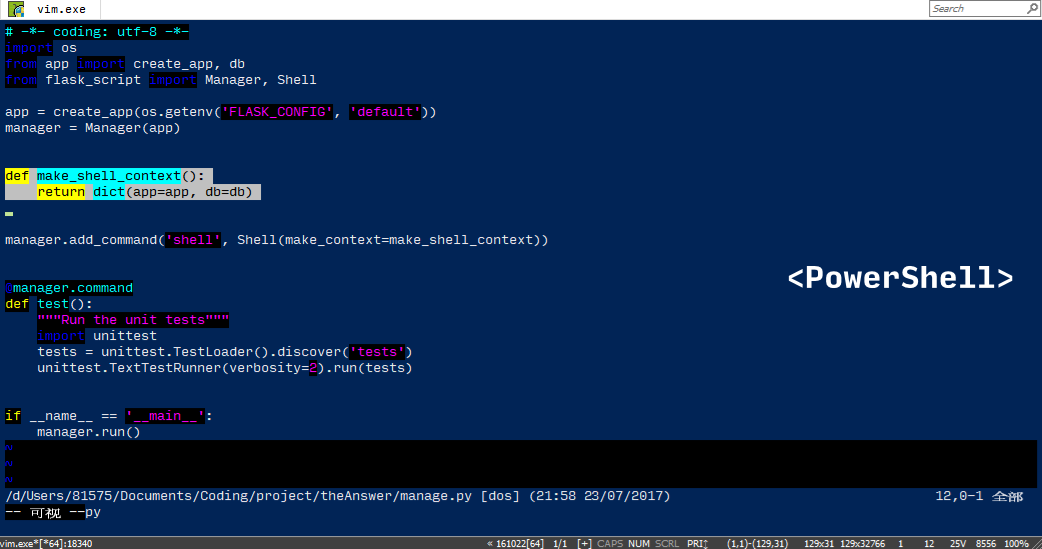 vim.exe
Search
# -*- coding: utf-8 -*-
import os
from app import create_app, db
from flask_script import Manager, Shell
app = create_app(os.getenv('FLASK_CONFIG', 'default'))
manager = Manager(app)
def make_shell_context():
    return dict(app=app, db=db)
manager.add_command('shell', Shell(make_context=make_shell_context))
<PowerShell>
@manager.command
def test():
    """Run the unit tests"""
    import unittest
    tests = unittest.TestLoader().discover('tests')
    unittest.TextTestRunner(verbosity=2).run(tests)
if __name__ == '__main__':
    manager.run()
~
~
~
/d/Users/81575/Documents/Coding/project/theAnswer/manage.py [dos] (21:58 23/07/2017) 12,0-1 全部
-- 可视 --py
vim.exe*[*64]:18340 « 161022[64] 1/1 [+] CAPS NUM SCRL PRI↕ (1,1)-(129,31) 129x31 129x32766 1 12 25V 8556 100%